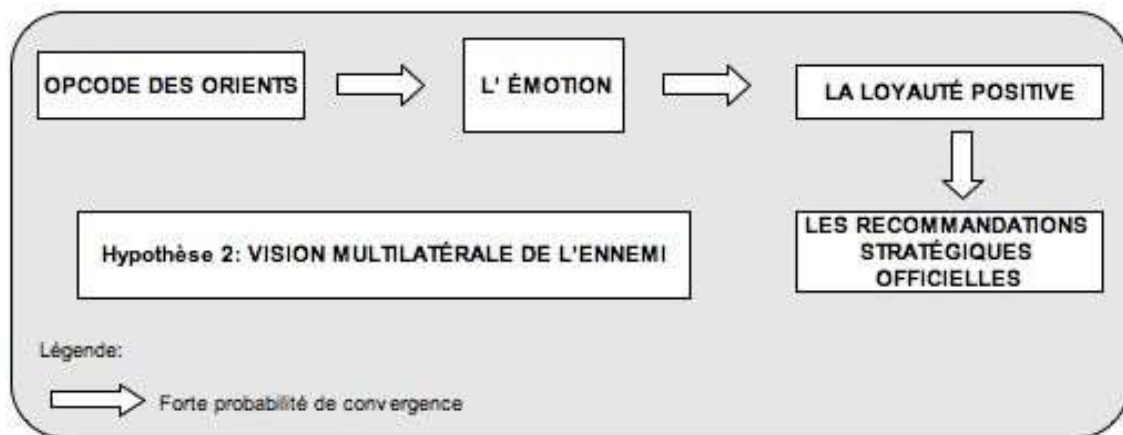 OPCODE DES ORIENTS
L' ÉMOTION
LA LOYAUTÉ POSITIVE
LES RECOMMANDATIONS
STRATÉGIQUES
OFFICIELLES
Hypothèse 2: VISION MULTILATÉRALE DE L'ENNEMI
Légende:
Forte probabilité de convergence